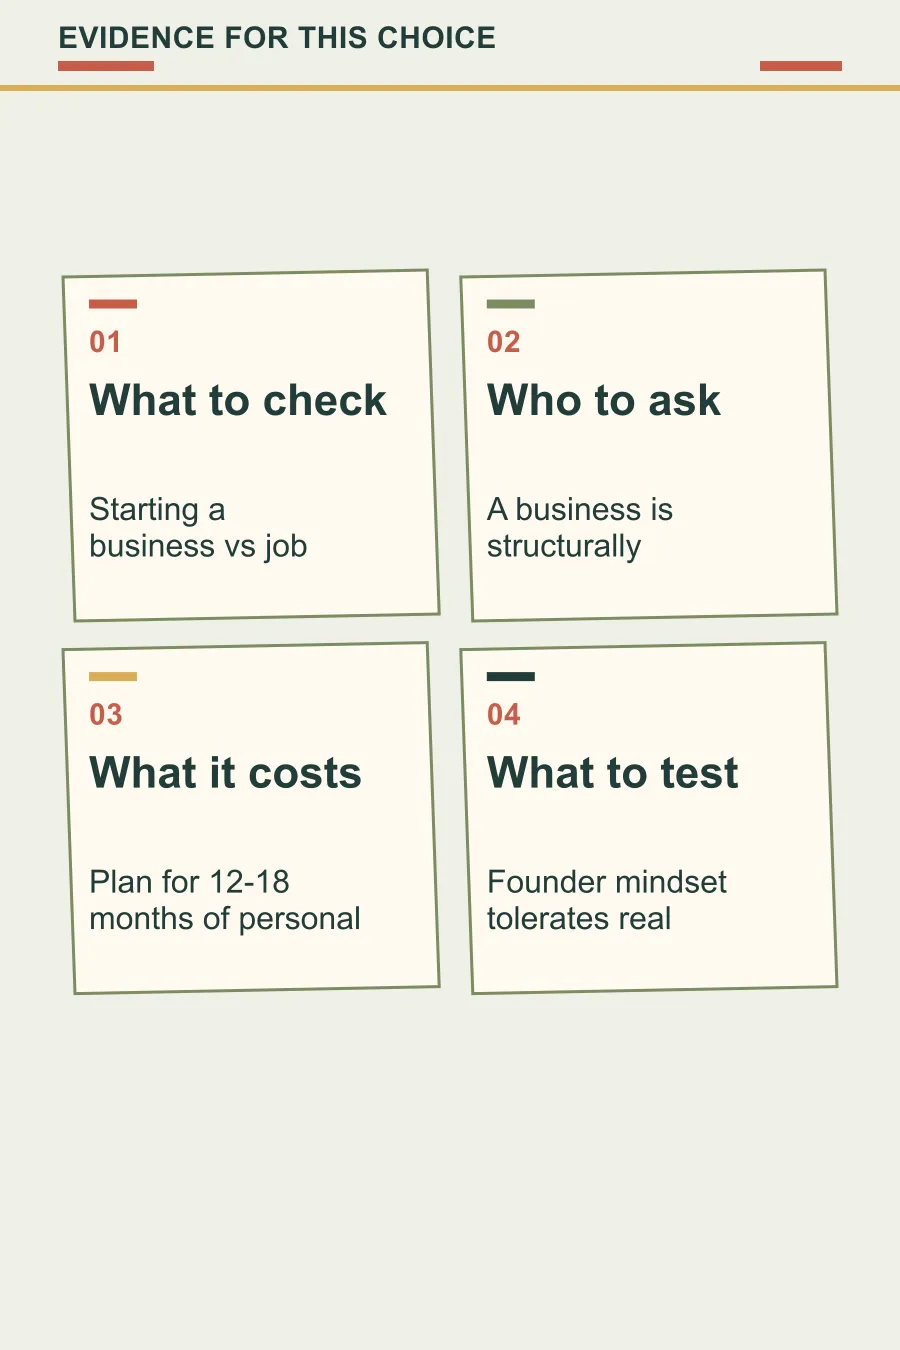 EVIDENCE FOR THIS CHOICE
01
What to check
Starting a
business vs job
02
Who to ask
A business is
structurally
03
What it costs
Plan for 12-18
months of personal
04
What to test
Founder mindset
tolerates real